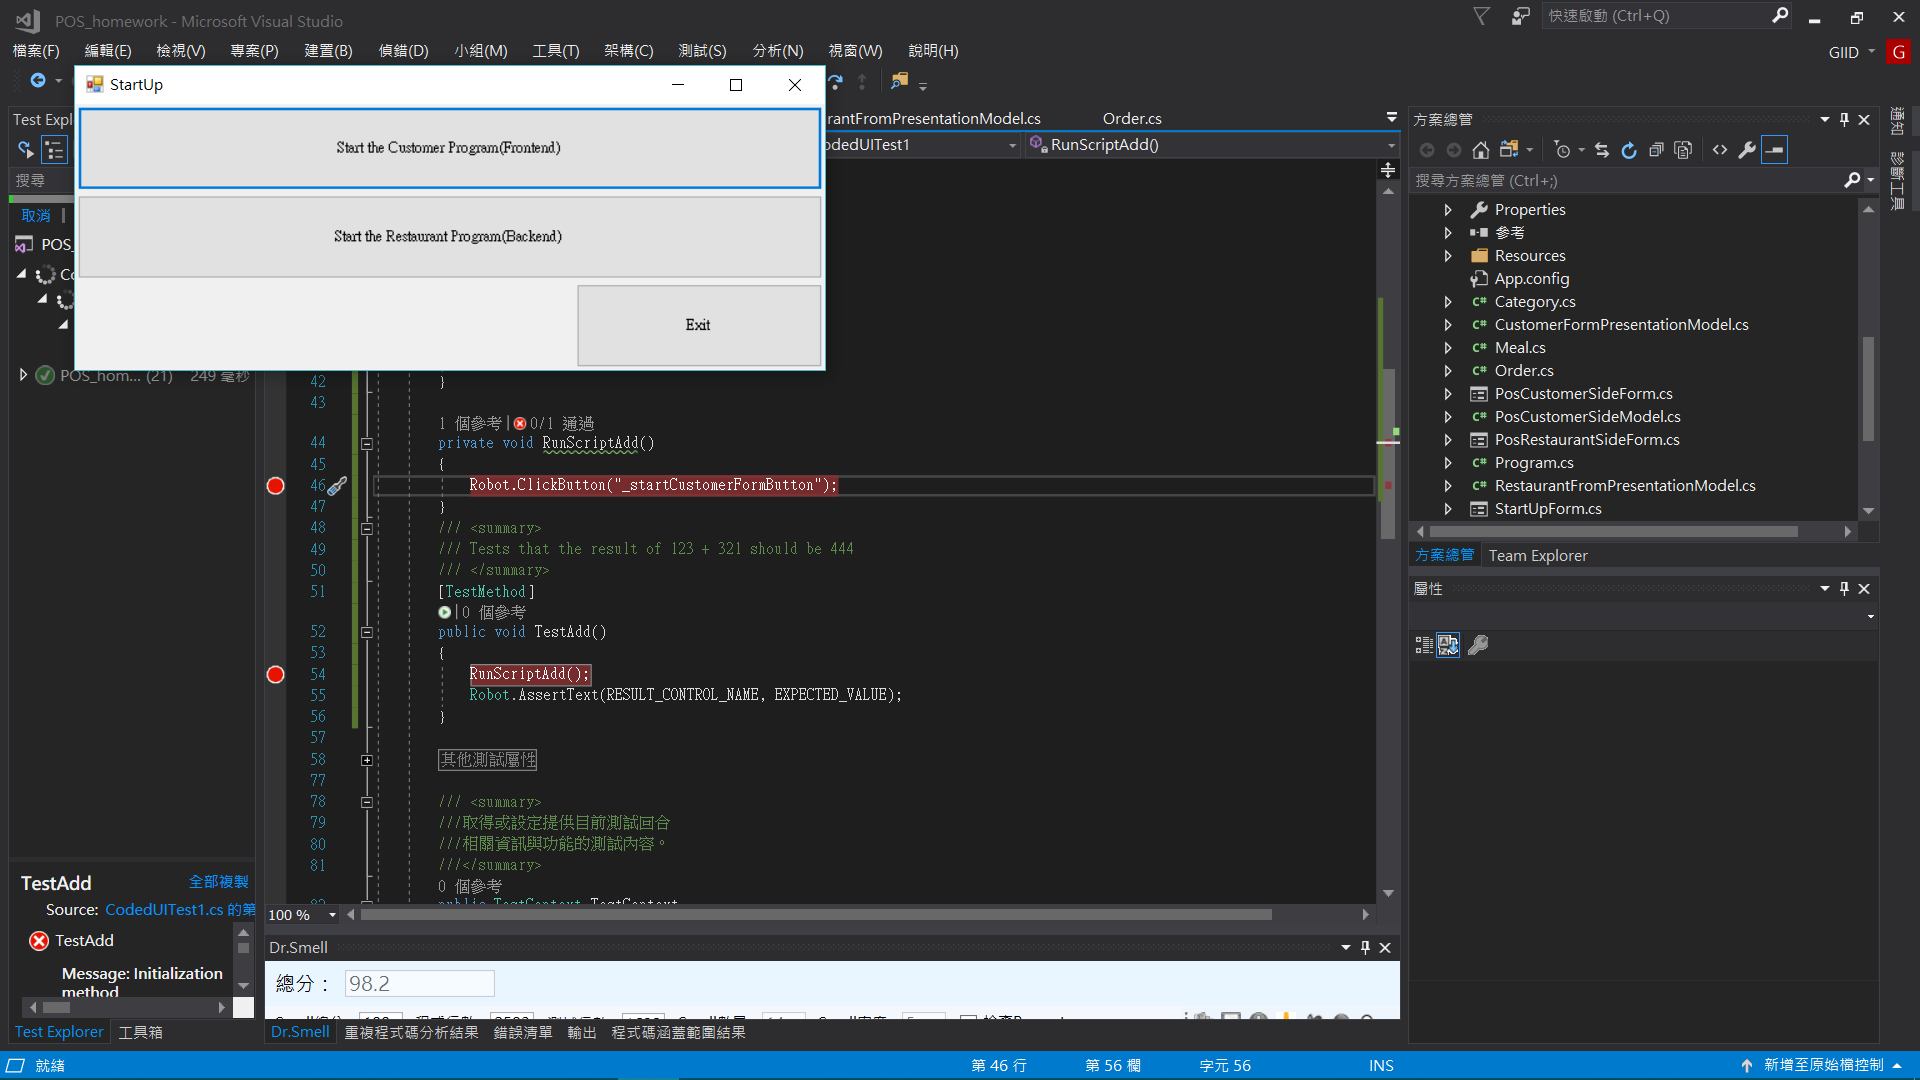 POS_homework - Microsoft Visual Studio
快速啟動 (Ctrl+Q)
檔案(F) 編輯(E) 檢視(V) 專案(P) 建置(B) 偵錯(D) 小組(M) 工具(T) 架構(C) 測試(S) 分析(N) 視窗(W) 說明(H)
GIID
G
StartUp
Start the Customer Program(Frontend)
Start the Restaurant Program(Backend)
Exit
Test Expl
搜尋
取消
POS_
Co
POS_hom... (21) 249 毫秒
rantFromPresentationModel.cs Order.cs
odedUITest1 RunScriptAdd()
42 }
43
1 個參考 | 0/1 通過
44 private void RunScriptAdd()
45 {
46 Robot.ClickButton("_startCustomerFormButton");
47 }
48 /// <summary>
49 /// Tests that the result of 123 + 321 should be 444
50 /// </summary>
51 [TestMethod]
| 0 個參考
52 public void TestAdd()
53 {
54 RunScriptAdd();
55 Robot.AssertText(RESULT_CONTROL_NAME, EXPECTED_VALUE);
56 }
57
58 其他測試屬性
77
78 /// <summary>
79 ///取得或設定提供目前測試回合
80 ///相關資訊與功能的測試內容。
81 ///</summary>
0 個參考
82 public TestContext TestContext
100 %
TestAdd 全部複製
Source: CodedUITest1.cs 的第
TestAdd
Message: Initialization
method
Test Explorer 工具箱
Dr.Smell
總分： 98.2
Dr.Smell 重複程式碼分析結果 錯誤清單 輸出 程式碼涵蓋範圍結果
方案總管
搜尋方案總管 (Ctrl+;)
Properties
參考
Resources
App.config
Category.cs
CustomerFormPresentationModel.cs
Meal.cs
Order.cs
PosCustomerSideForm.cs
PosCustomerSideModel.cs
PosRestaurantSideForm.cs
Program.cs
RestaurantFromPresentationModel.cs
StartUpForm.cs
方案總管 Team Explorer
屬性
通知
診斷工具
就緒 第 46 行 第 56 欄 字元 56 INS 新增至原始檔控制